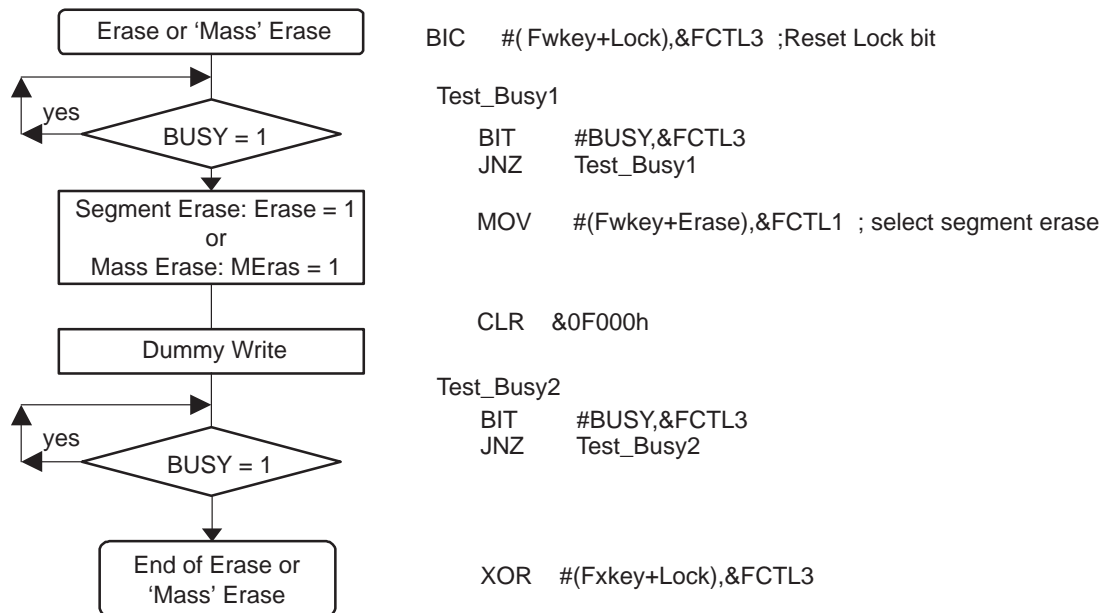 Erase or ‘Mass’ Erase
BIC #( Fwkey+Lock),&FCTL3 ;Reset Lock bit
Test_Busy1
yes
BUSY = 1
BIT #BUSY,&FCTL3
JNZ Test_Busy1
Segment Erase: Erase = 1
or
Mass Erase: MEras = 1
MOV #(Fwkey+Erase),&FCTL1 ; select segment erase
CLR &0F000h
Dummy Write
Test_Busy2
yes
BUSY = 1
BIT #BUSY,&FCTL3
JNZ Test_Busy2
End of Erase or
‘Mass’ Erase
XOR #(Fxkey+Lock),&FCTL3